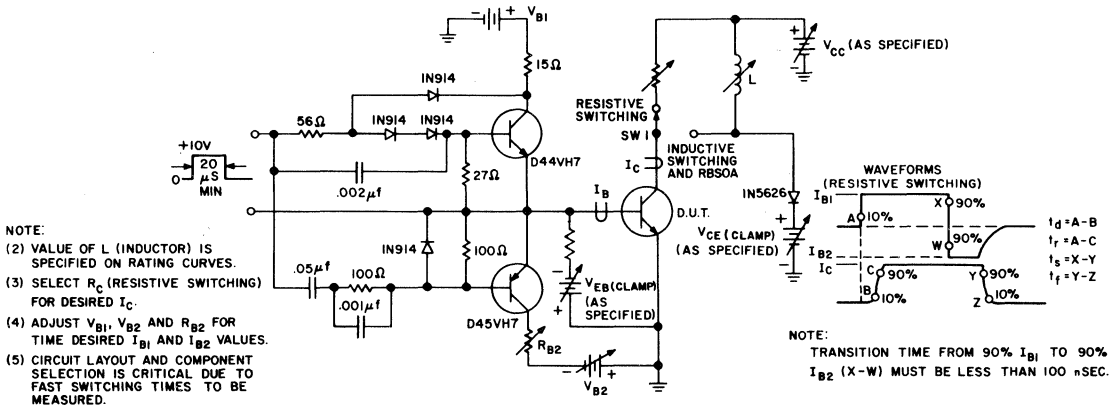 - + V_B1
15Ω
1N914
56Ω
1N914 1N914
D44VH7
+10V
0
20 μS MIN
.002μf
27Ω
RESISTIVE
SWITCHING
SW 1
L
+
-
V_CC (AS SPECIFIED)
INDUCTIVE
SWITCHING
AND RBSOA
I_C
I_B
D.U.T.
1N5626
+
-
V_CE (CLAMP)
(AS SPECIFIED)
1N914
100Ω
.05μf
100Ω
.001μf
D45VH7
-
+
V_EB (CLAMP)
(AS
SPECIFIED)
R_B2
- +
V_B2
WAVEFORMS
(RESISTIVE SWITCHING)
I_B1
A 10%
X 90%
W 90%
I_B2
I_C
C 90%
B 10%
Y 90%
Z 10%
t_d = A-B
t_r = A-C
t_s = X-Y
t_f = Y-Z
NOTE:
(2) VALUE OF L (INDUCTOR) IS
SPECIFIED ON RATING CURVES.
(3) SELECT R_C (RESISTIVE SWITCHING)
FOR DESIRED I_C.
(4) ADJUST V_B1, V_B2 AND R_B2 FOR
TIME DESIRED I_B1 AND I_B2 VALUES.
(5) CIRCUIT LAYOUT AND COMPONENT
SELECTION IS CRITICAL DUE TO
FAST SWITCHING TIMES TO BE
MEASURED.
NOTE:
TRANSITION TIME FROM 90% I_B1 TO 90%
I_B2 (X-W) MUST BE LESS THAN 100 nSEC.